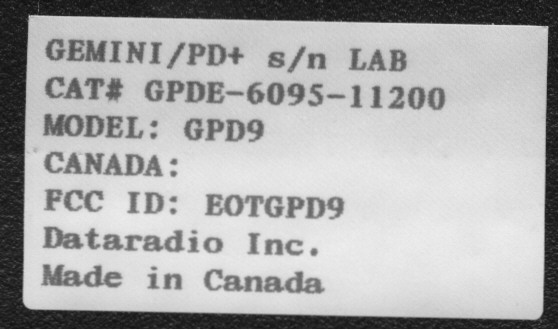 GEMINI/PD+ s/n LAB
CAT# GPDE-6095-11200
MODEL: GPD9
CANADA:
FCC ID: EOTGPD9
Dataradio Inc.
Made in Canada